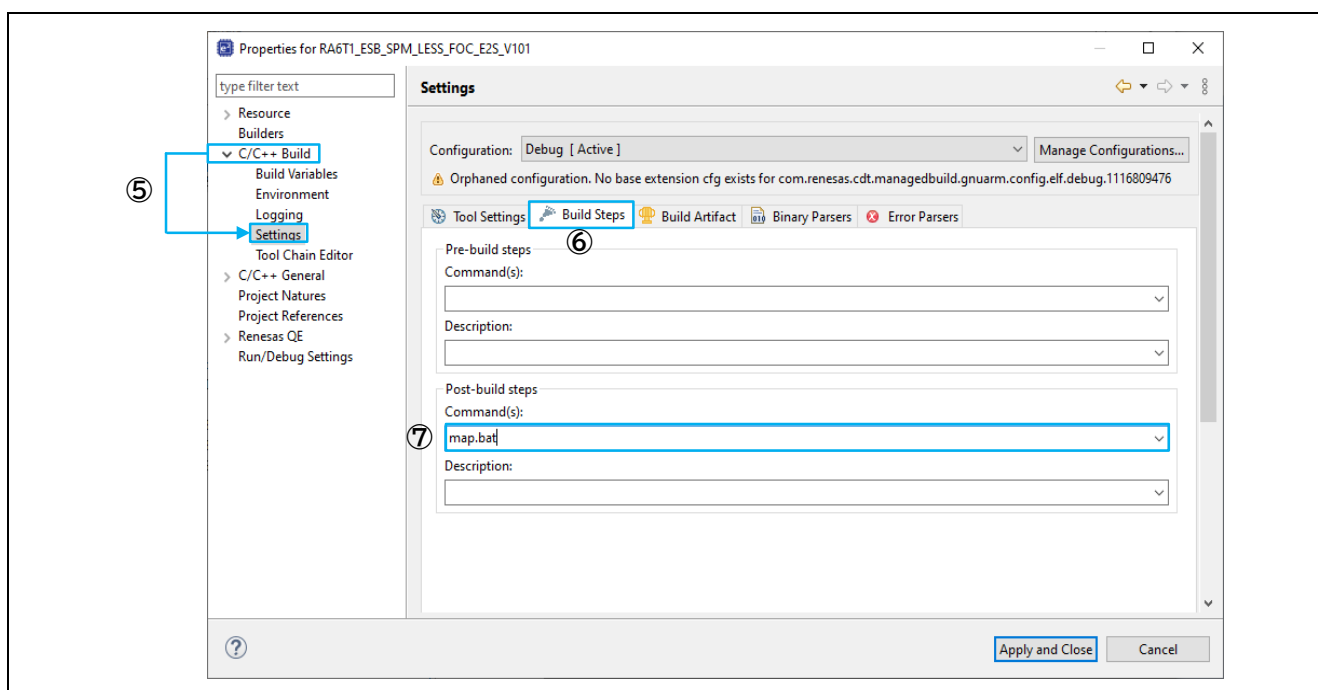 Properties for RA6T1_ESB_SPM_LESS_FOC_E2S_V101
type filter text
Resource
Builders
C/C++ Build
Build Variables
Environment
Logging
Settings
Tool Chain Editor
C/C++ General
Project Natures
Project References
Renesas QE
Run/Debug Settings
⑤
Settings
Configuration: Debug [ Active ] Manage Configurations...
Orphaned configuration. No base extension cfg exists for com.renesas.cdt.managedbuild.gnuarm.config.elf.debug.1116809476
Tool Settings Build Steps Build Artifact Binary Parsers Error Parsers
⑥
Pre-build steps
Command(s):
Description:
Post-build steps
Command(s):
⑦ map.bat
Description:
Apply and Close Cancel